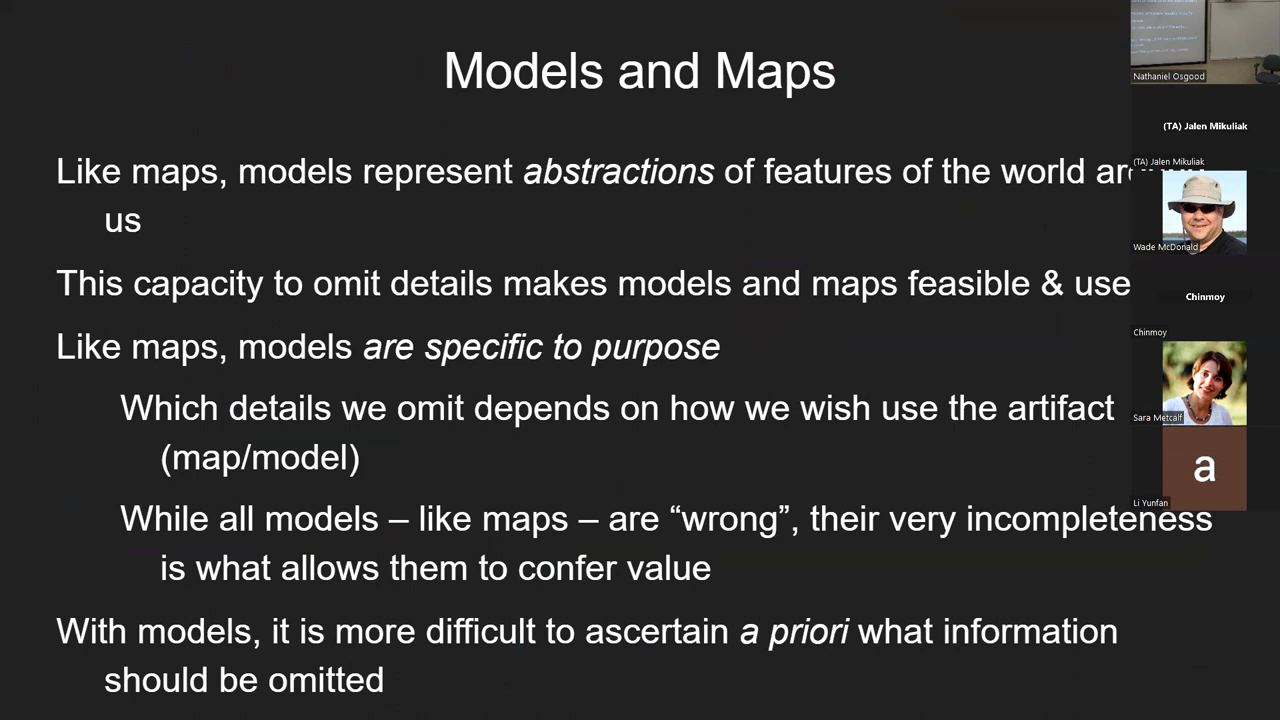 Models and Maps
Like maps, models represent abstractions of features of the world
us
This capacity to omit details makes models and maps feasible & use
Like maps, models are specific to purpose
Which details we omit depends on how we wish use the artifact
(map/model)
While all models – like maps – are “wrong”, their very incompleteness
is what allows them to confer value
With models, it is more difficult to ascertain a priori what information
should be omitted
Nathaniel Osgood
(TA) Jalen Mikuliak
(TA) Jalen Mikuliak
Wade McDonald
Chinmoy
Chinmoy
Sara Metcalf
a
Li Yunfan